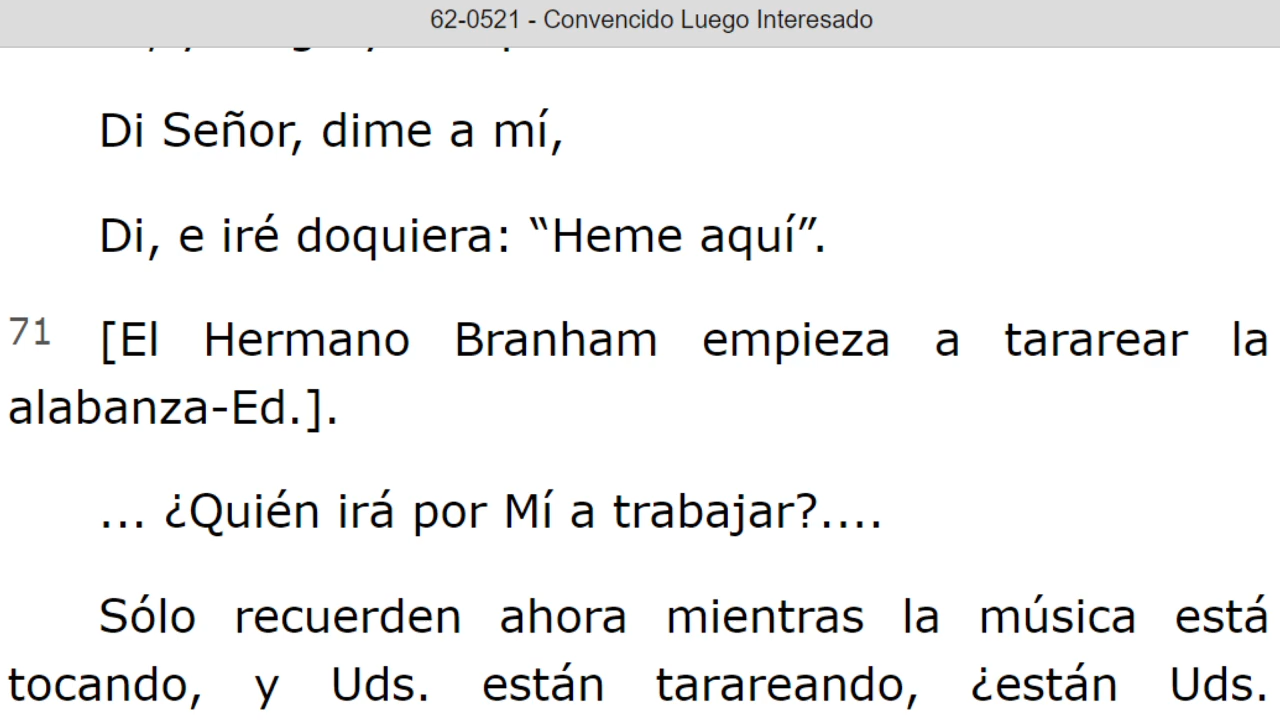 62-0521 - Convencido Luego Interesado
Di Señor, dime a mí,
Di, e iré doquiera: “Heme aquí”.
71 [El Hermano Branham empieza a tararear la
alabanza-Ed.].
... ¿Quién irá por Mí a trabajar?....
Sólo recuerden ahora mientras la música está
tocando, y Uds. están tarareando, ¿están Uds.